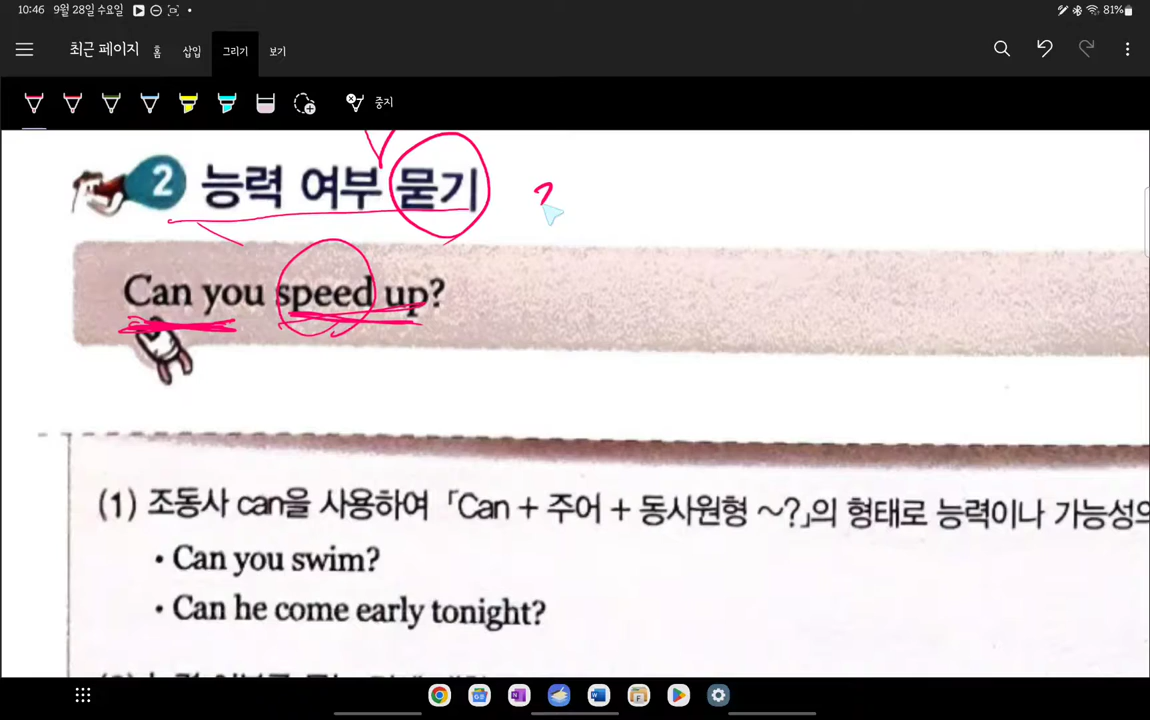 10:46 9월 28일 수요일
81%
최근 페이지 홈 삽입 그리기 보기
중지
2 능력 여부 묻기 ?
Can you speed up?
(1) 조동사 can을 사용하여 「Can + 주어 + 동사원형 ~?」의 형태로 능력이나 가능성의
• Can you swim?
• Can he come early tonight?